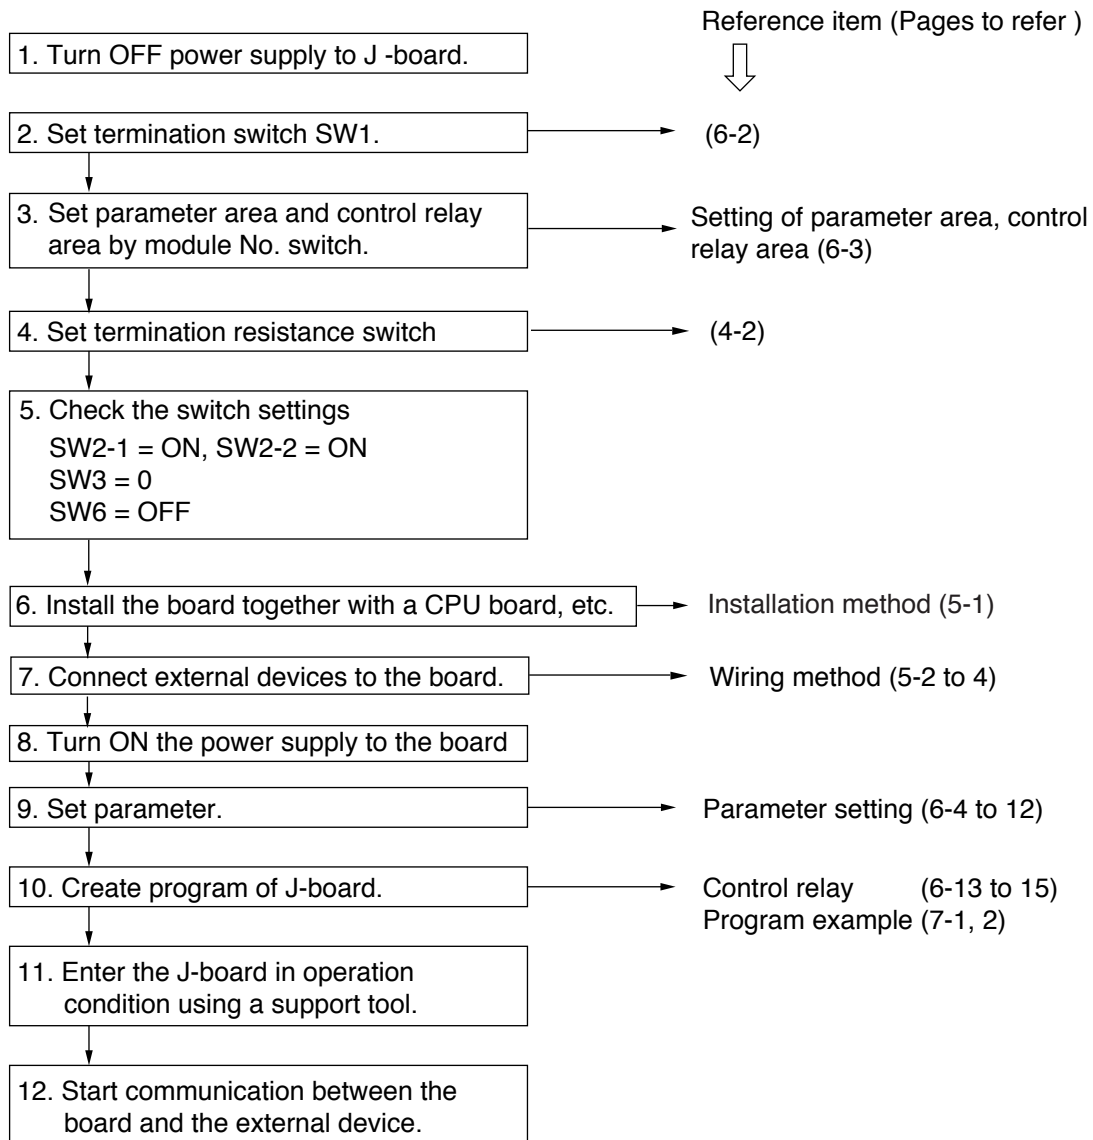 Reference item (Pages to refer )
1. Turn OFF power supply to J -board.
2. Set termination switch SW1.
(6-2)
3. Set parameter area and control relay
area by module No. switch.
Setting of parameter area, control
relay area (6-3)
4. Set termination resistance switch
(4-2)
5. Check the switch settings
SW2-1 = ON, SW2-2 = ON
SW3 = 0
SW6 = OFF
6. Install the board together with a CPU board, etc.
Installation method (5-1)
7. Connect external devices to the board.
Wiring method (5-2 to 4)
8. Turn ON the power supply to the board
9. Set parameter.
Parameter setting (6-4 to 12)
10. Create program of J-board.
Control relay (6-13 to 15)
Program example (7-1, 2)
11. Enter the J-board in operation
condition using a support tool.
12. Start communication between the
board and the external device.